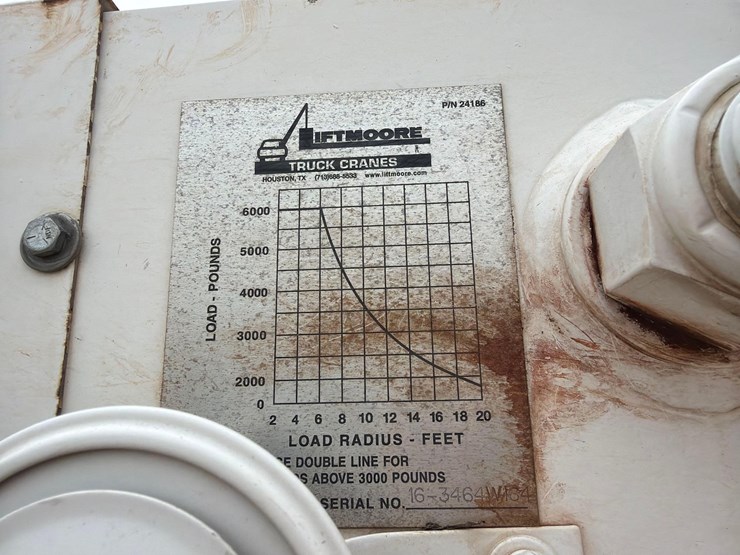 P/N 24186
LIFTMOORE
TRUCK CRANES
HOUSTON, TX (713)688-5533 www.liftmoore.com
LOAD - POUNDS
6000
5000
4000
3000
2000
0
2 4 6 8 10 12 14 16 18 20
LOAD RADIUS - FEET
DOUBLE LINE FOR
ABOVE 3000 POUNDS
SERIAL NO.